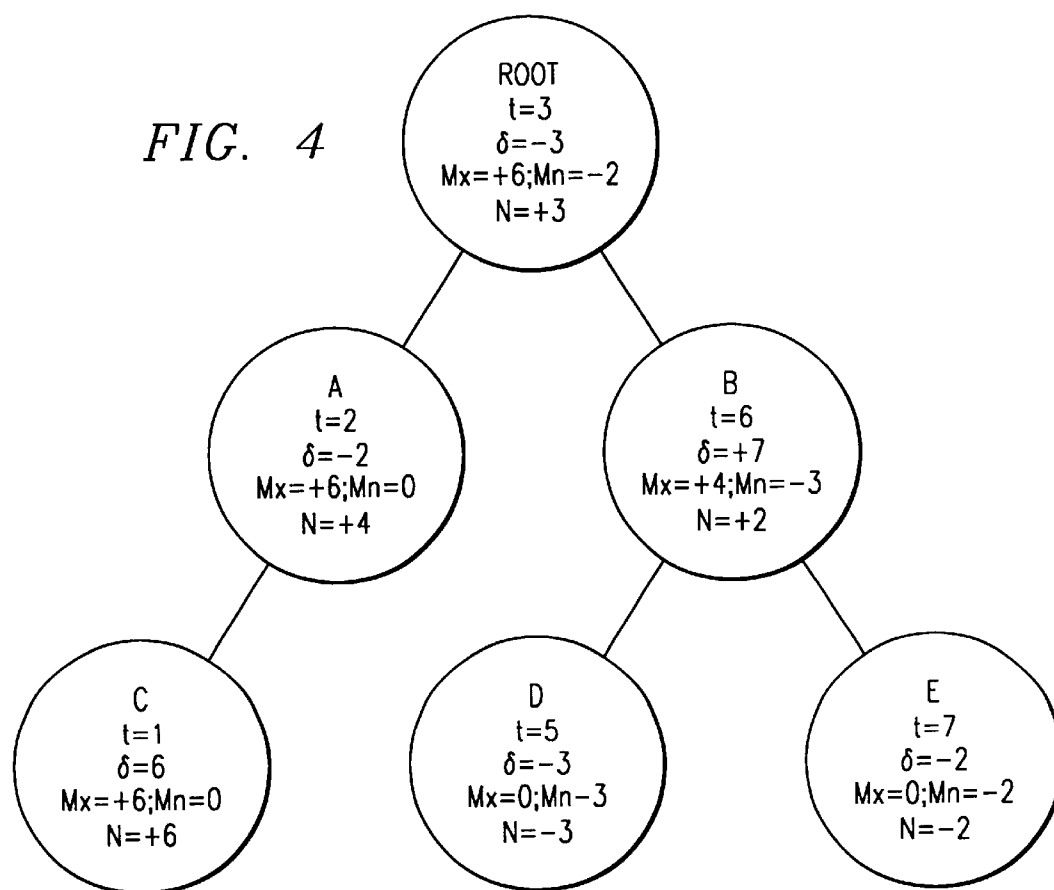 FIG. 4
ROOT
t=3
δ=-3
Mx=+6;Mn=-2
N=+3
A
t=2
δ=-2
Mx=+6;Mn=0
N=+4
B
t=6
δ=+7
Mx=+4;Mn=-3
N=+2
C
t=1
δ=6
Mx=+6;Mn=0
N=+6
D
t=5
δ=-3
Mx=0;Mn-3
N=-3
E
t=7
δ=-2
Mx=0;Mn=-2
N=-2